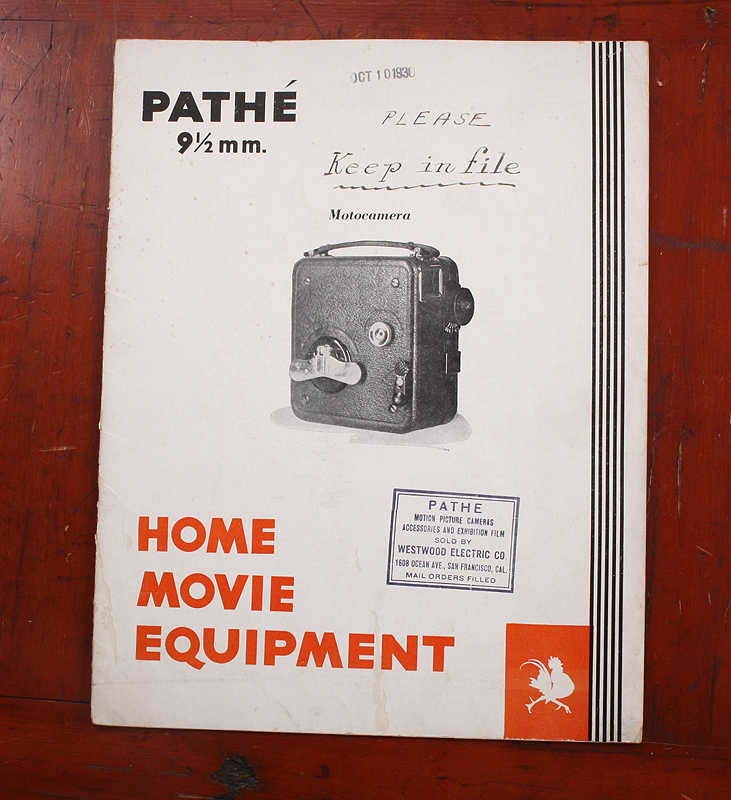 OCT 10 1930
PATHÉ
9½ mm.
PLEASE
Keep in file
Motocamera
PATHE
MOTION PICTURE CAMERAS
ACCESSORIES AND EXHIBITION FILM
SOLD BY
WESTWOOD ELECTRIC CO
1608 OCEAN AVE., SAN FRANCISCO, CAL.
MAIL ORDERS FILLED
HOME
MOVIE
EQUIPMENT